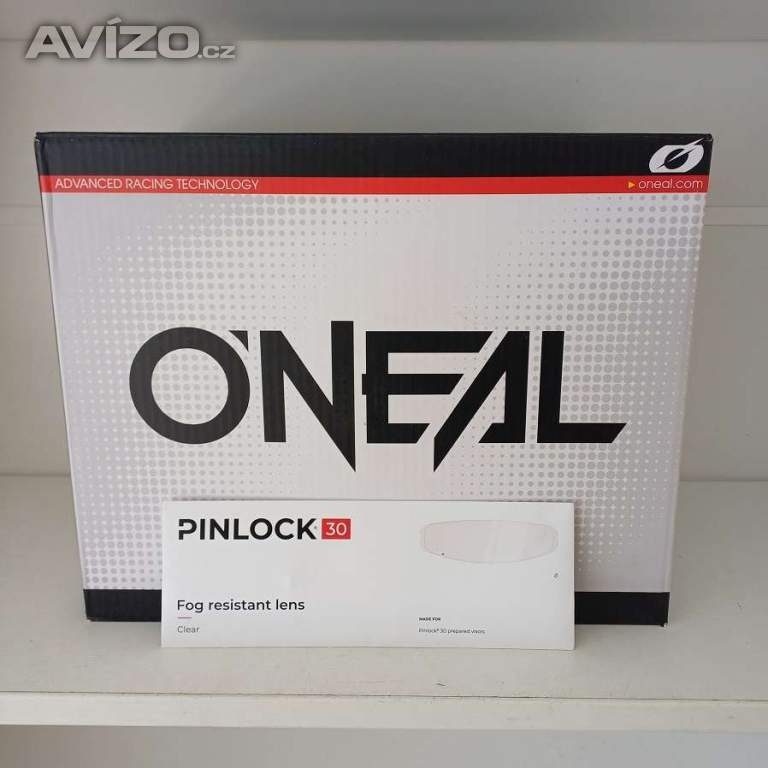 AVÍZO.cz
ADVANCED RACING TECHNOLOGY
oneal.com
O'NEAL
PINLOCK® 30
Fog resistant lens
Clear
MADE FOR
Pinlock® 30 prepared visors